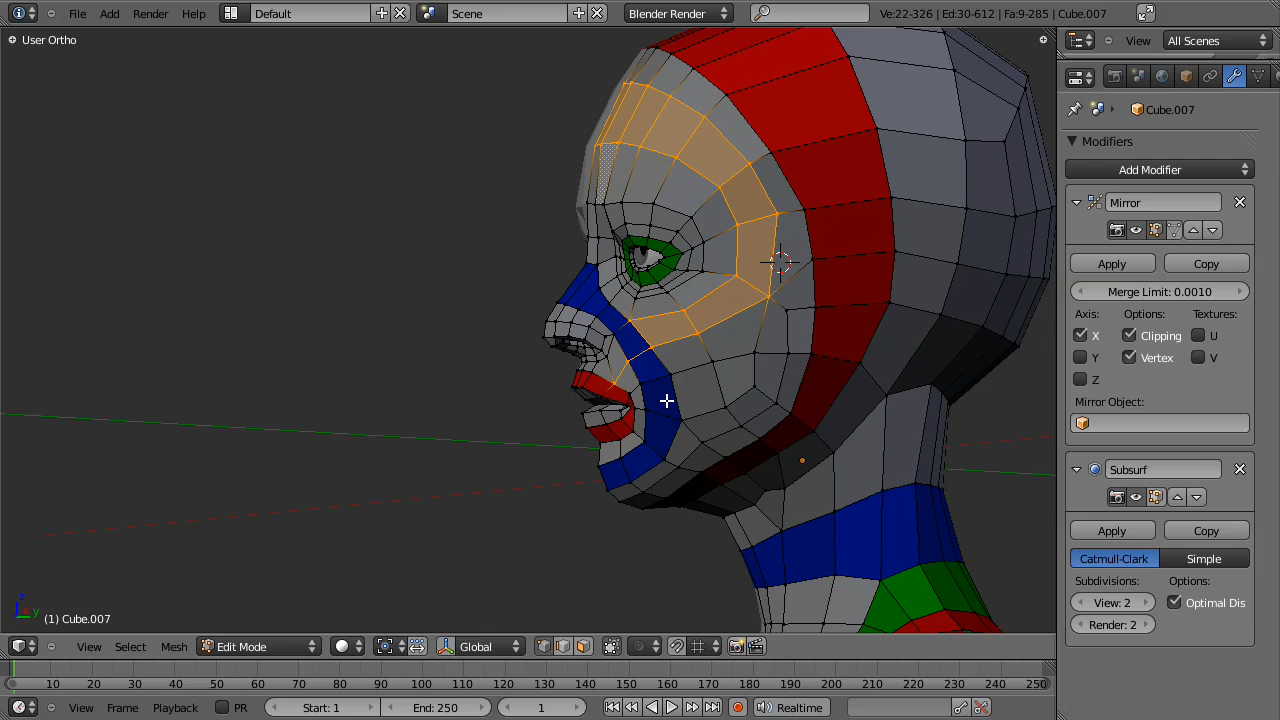 File Add Render Help Default Scene Blender Render Ve:22-326 | Ed:30-612 | Fa:9-285 | Cube.007
User Ortho
View All Scenes
Cube.007
Modifiers
Add Modifier
Mirror
Apply Copy
Merge Limit: 0.0010
Axis: Options: Textures:
X Clipping U
Y Vertex V
Z
Mirror Object:
Subsurf
Apply Copy
Catmull-Clark Simple
Subdivisions: Options:
View: 2 Optimal Dis
Render: 2
z
x y
(1) Cube.007
View Select Mesh Edit Mode Global
10 20 30 40 50 60 70 80 90 100 110 120 130 140 150 160 170 180 190 200 210 220 230 240 250
View Frame Playback PR Start: 1 End: 250 1 Realtime